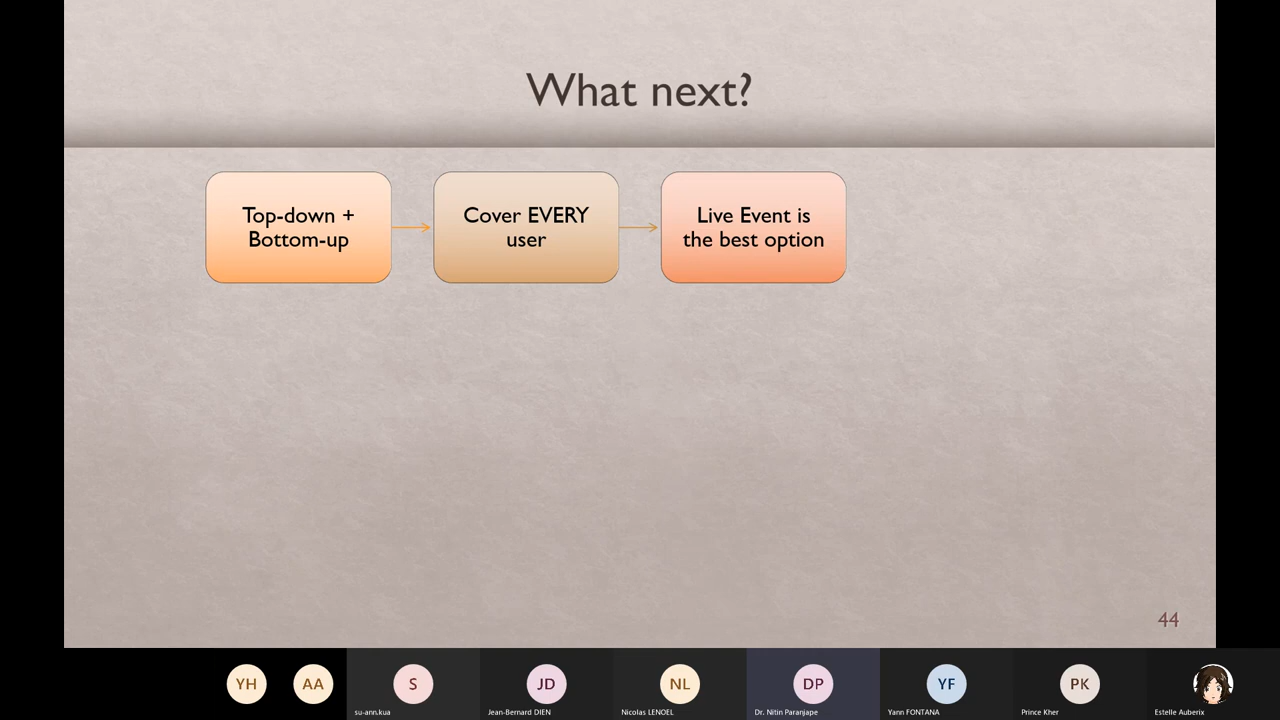 What next?
Top-down +
Bottom-up
Cover EVERY
user
Live Event is
the best option
44
YH
AA
S
JD
NL
DP
YF
PK
su-ann.kua
Jean-Bernard DIEN
Nicolas LENOEL
Dr. Nitin Paranjape
Yann FONTANA
Prince Kher
Estelle Auberix